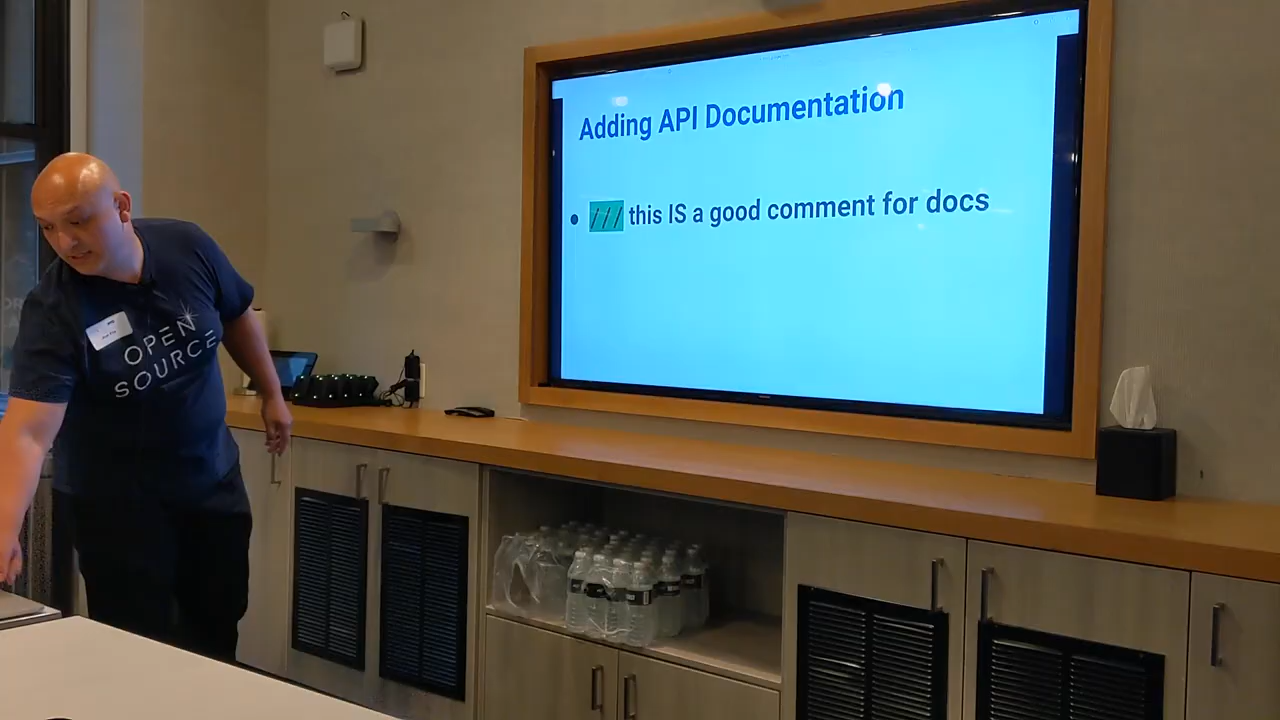 Adding API Documentation
• /// this IS a good comment for docs
OPEN
SOURCE